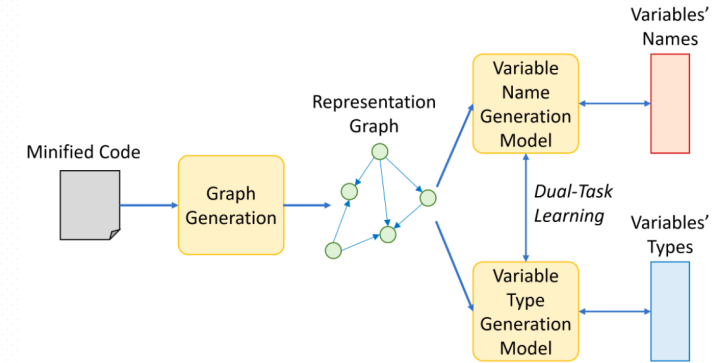 Minified Code
Graph
Generation
Representation
Graph
Variable
Name
Generation
Model
Variables'
Names
Dual-Task
Learning
Variable
Type
Generation
Model
Variables'
Types